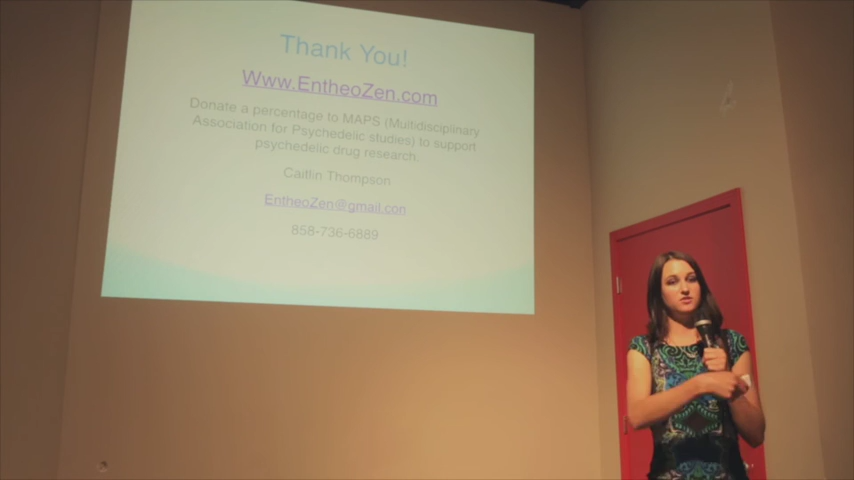 Thank You!
Www.EntheoZen.com
Donate a percentage to MAPS (Multidisciplinary
Association for Psychedelic studies) to support
psychedelic drug research.
Caitlin Thompson
EntheoZen@gmail.con
858-736-6889